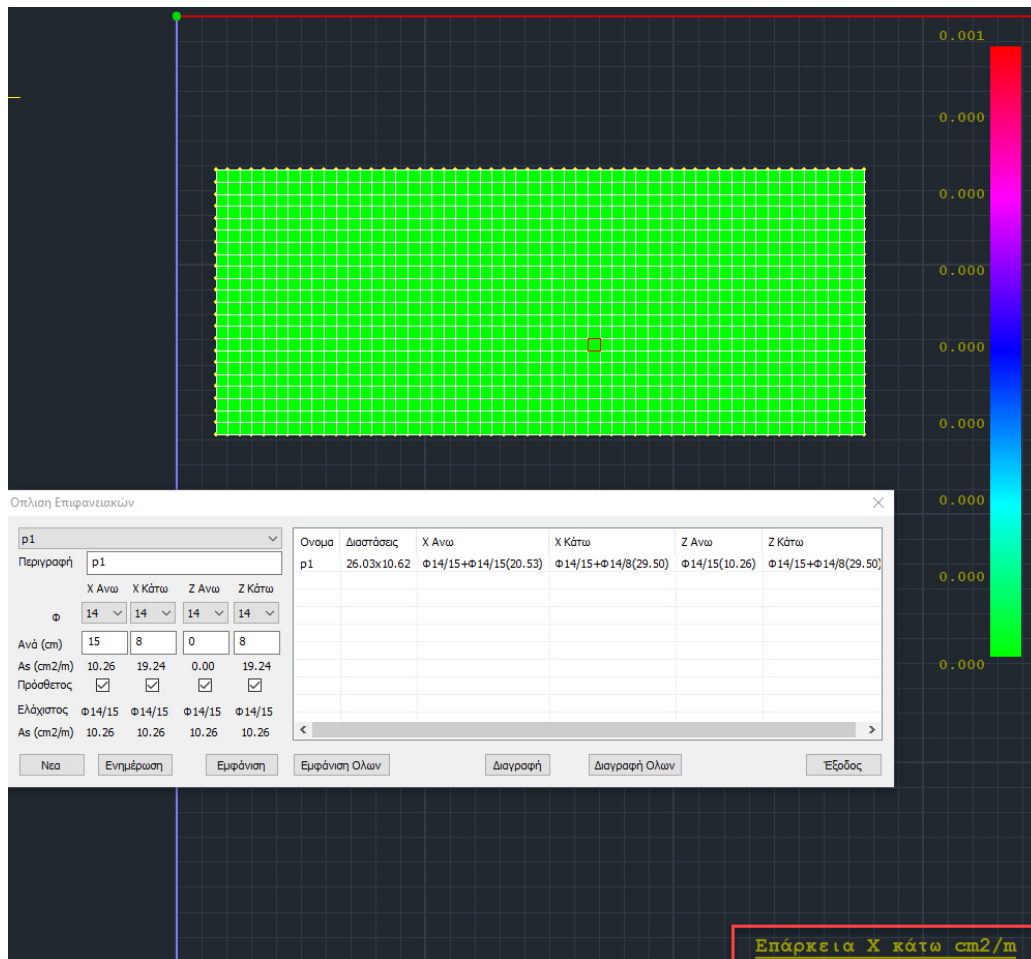 0.001
0.000
0.000
0.000
0.000
0.000
0.000
0.000
0.000
Οπλιση Επιφανειακών
p1
Περιγραφή p1
Χ Ανω Χ Κάτω Ζ Ανω Ζ Κάτω
Φ 14 14 14 14
Ανά (cm) 15 8 0 8
As (cm2/m) 10.26 19.24 0.00 19.24
Πρόσθετος
Ελάχιστος Φ14/15 Φ14/15 Φ14/15 Φ14/15
As (cm2/m) 10.26 10.26 10.26 10.26
Ονομα Διαστάσεις Χ Ανω Χ Κάτω Ζ Ανω Ζ Κάτω
p1 26.03x10.62 Φ14/15+Φ14/15(20.53) Φ14/15+Φ14/8(29.50) Φ14/15(10.26) Φ14/15+Φ14/8(29.50)
Νεα Ενημέρωση Εμφάνιση Εμφάνιση Ολων Διαγραφή Διαγραφή Ολων Έξοδος
Επάρκεια Χ κάτω cm2/m